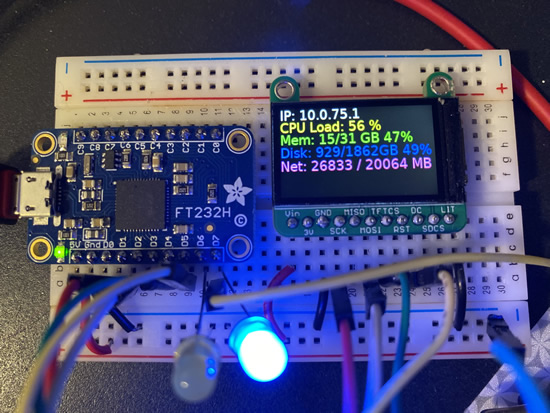 C9 C8 C7 C6 C5 C4 C3 C2 C1 C0
FT232H
5V Gnd D0 D1 D2 D3 D4 D5 D6 D7
IP: 10.0.75.1
CPU Load: 56 %
Mem: 15/31 GB 47%
Disk: 929/1862GB 49%
Net: 26833 / 20064 MB
Vin GND MISO TFTCS DC LIT
3V SCK MOSI RST SDCS